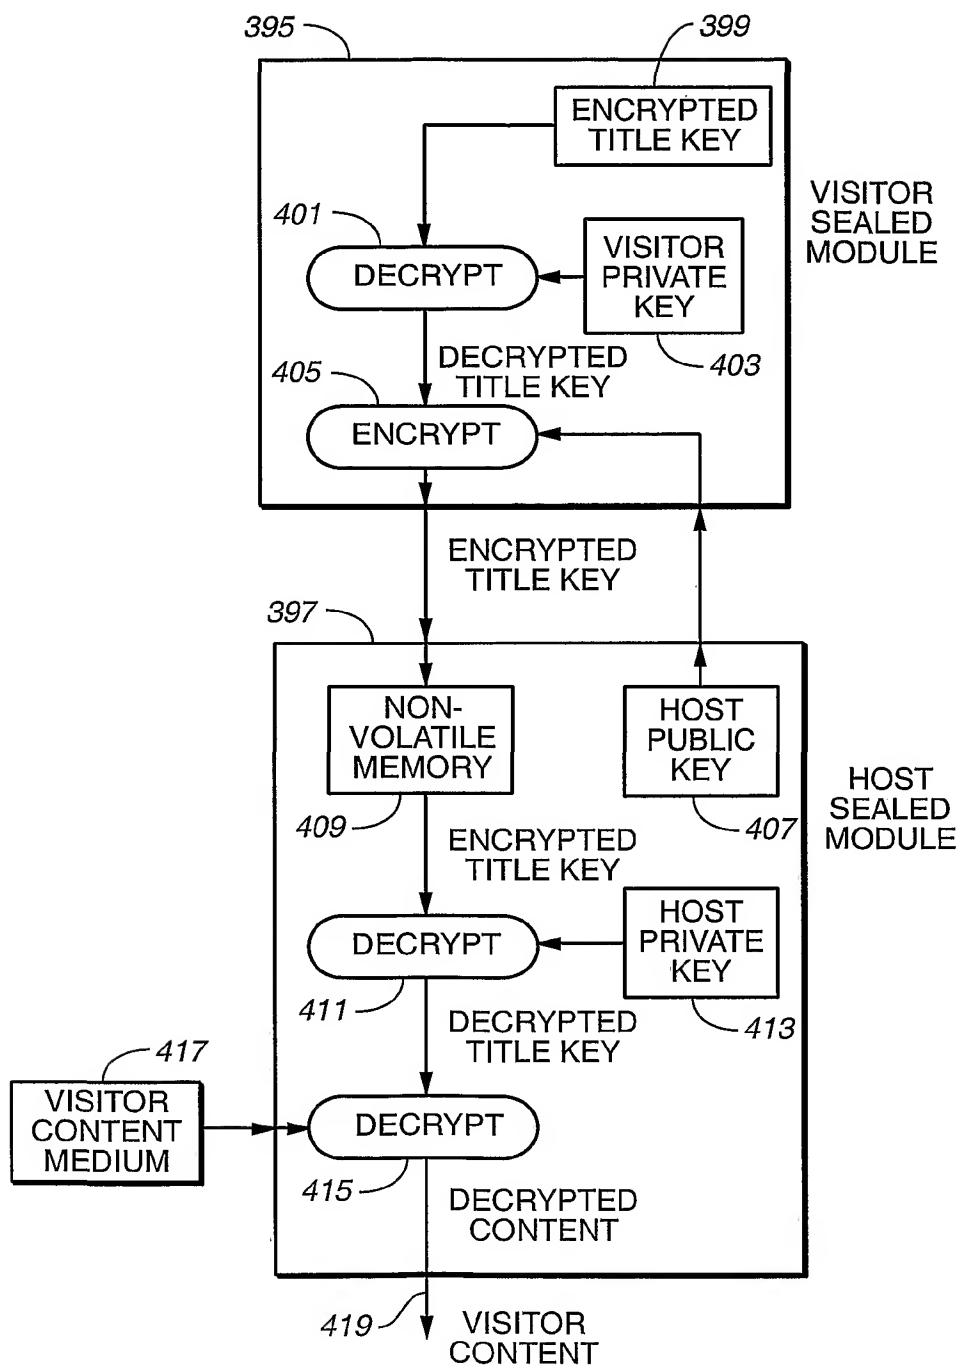 395
399
ENCRYPTED
TITLE KEY
VISITOR
SEALED
MODULE
401
DECRYPT
VISITOR
PRIVATE
KEY
403
DECRYPTED
TITLE KEY
405
ENCRYPT
ENCRYPTED
TITLE KEY
397
NON-
VOLATILE
MEMORY
409
HOST
PUBLIC
KEY
407
HOST
SEALED
MODULE
ENCRYPTED
TITLE KEY
DECRYPT
411
HOST
PRIVATE
KEY
413
DECRYPTED
TITLE KEY
417
VISITOR
CONTENT
MEDIUM
DECRYPT
415
DECRYPTED
CONTENT
419
VISITOR
CONTENT